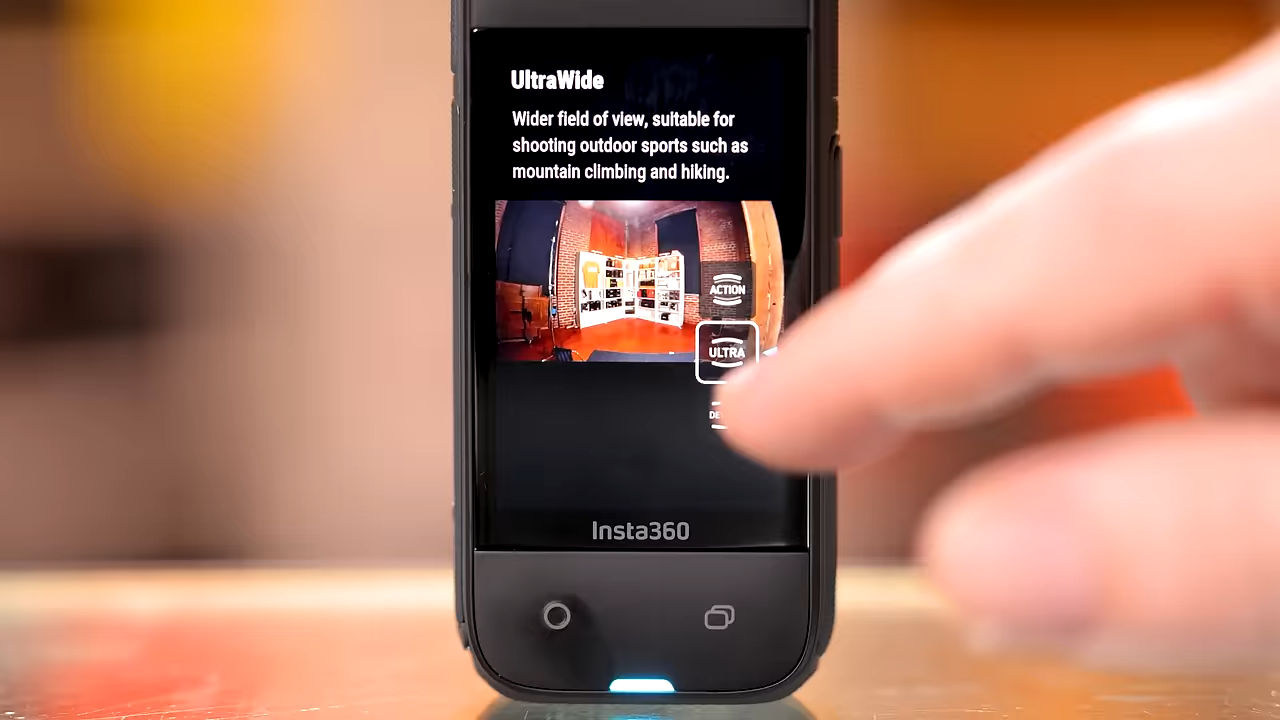 UltraWide
Wider field of view, suitable for
shooting outdoor sports such as
mountain climbing and hiking.
ACTION
ULTRA
Insta360